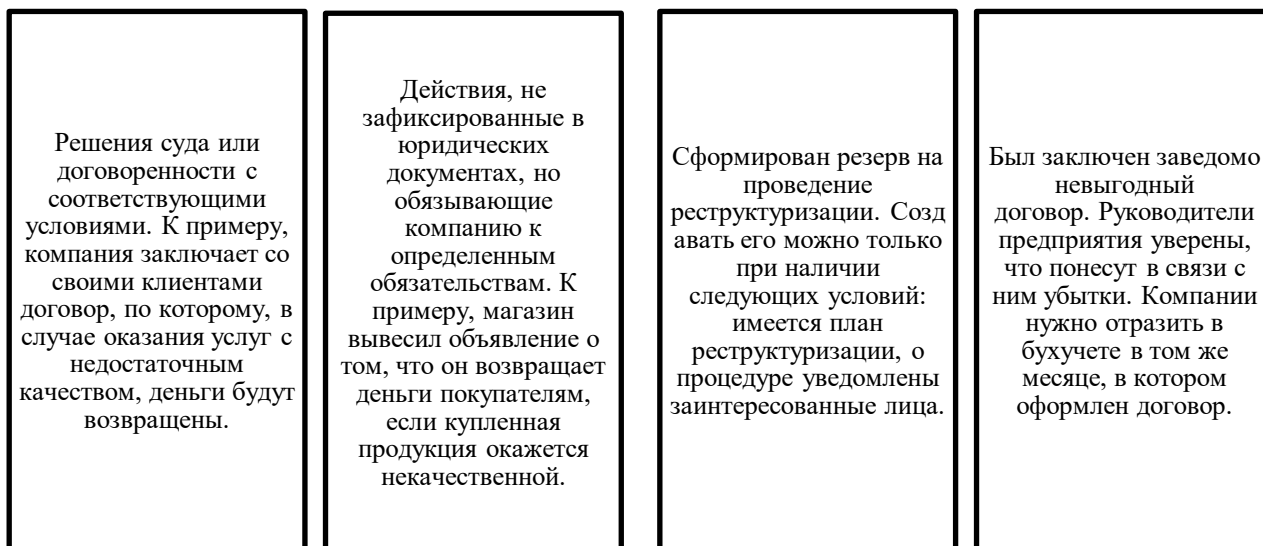 Решения суда или
договоренности с
соответствующими
условиями. К примеру,
компания заключает со
своими клиентами
договор, по которому, в
случае оказания услуг с
недостаточным
качеством, деньги будут
возвращены.
Действия, не
зафиксированные в
юридических
документах, но
обязывающие
компанию к
определенным
обязательствам. К
примеру, магазин
вывесил объявление о
том, что он возвращает
деньги покупателям,
если купленная
продукция окажется
некачественной.
Сформирован резерв на
проведение
реструктуризации. Созд
авать его можно только
при наличии
следующих условий:
имеется план
реструктуризации, о
процедуре уведомлены
заинтересованные лица.
Был заключен заведомо
невыгодный
договор. Руководители
предприятия уверены,
что понесут в связи с
ним убытки. Компании
нужно отразить в
бухучете в том же
месяце, в котором
оформлен договор.